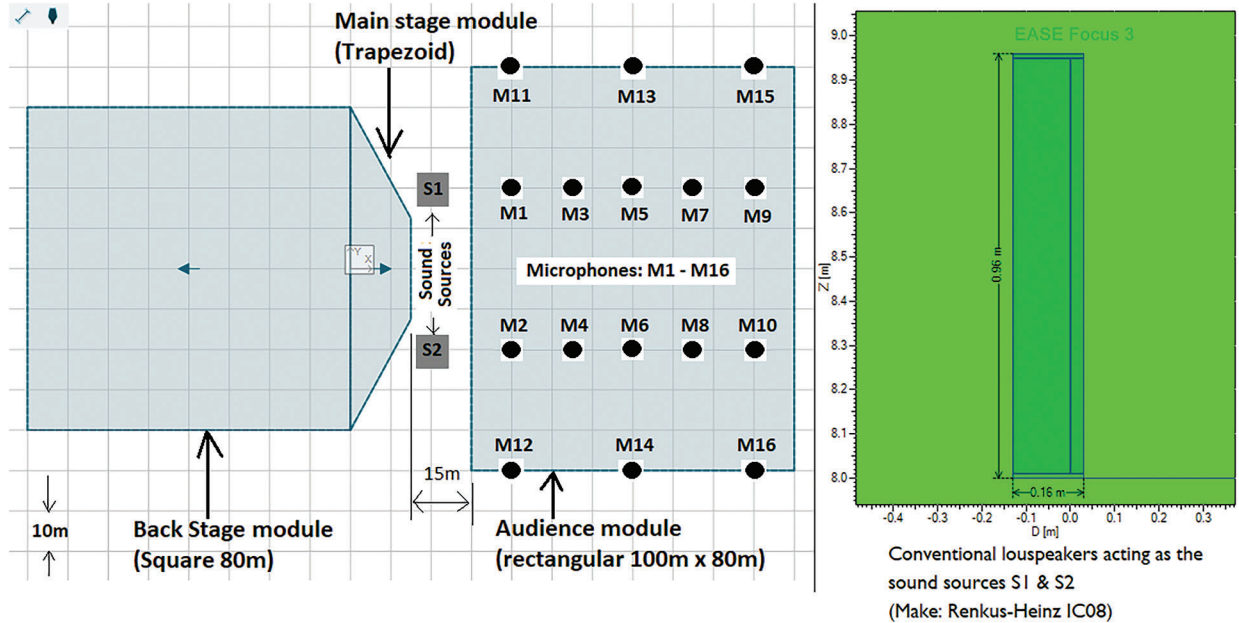 Main stage module
(Trapezoid)
M11
M13
M15
S1
M1
M3
M5
M7
M9
Y
X
Sound
Sources
Microphones: M1 - M16
M2
M4
M6
M8
M10
S2
M12
M14
M16
15m
10m
Back Stage module
(Square 80m)
Audience module
(rectangular 100m x 80m)
EASE Focus 3
9.0
8.9
8.8
8.7
8.6
8.5
8.4
8.3
8.2
8.1
8.0
Z [m]
0.96 m
0.16 m
-0.4
-0.3
-0.2
-0.1
0.0
0.1
0.2
0.3
D [m]
Conventional louspeakers acting as the
sound sources S1 & S2
(Make: Renkus-Heinz IC08)